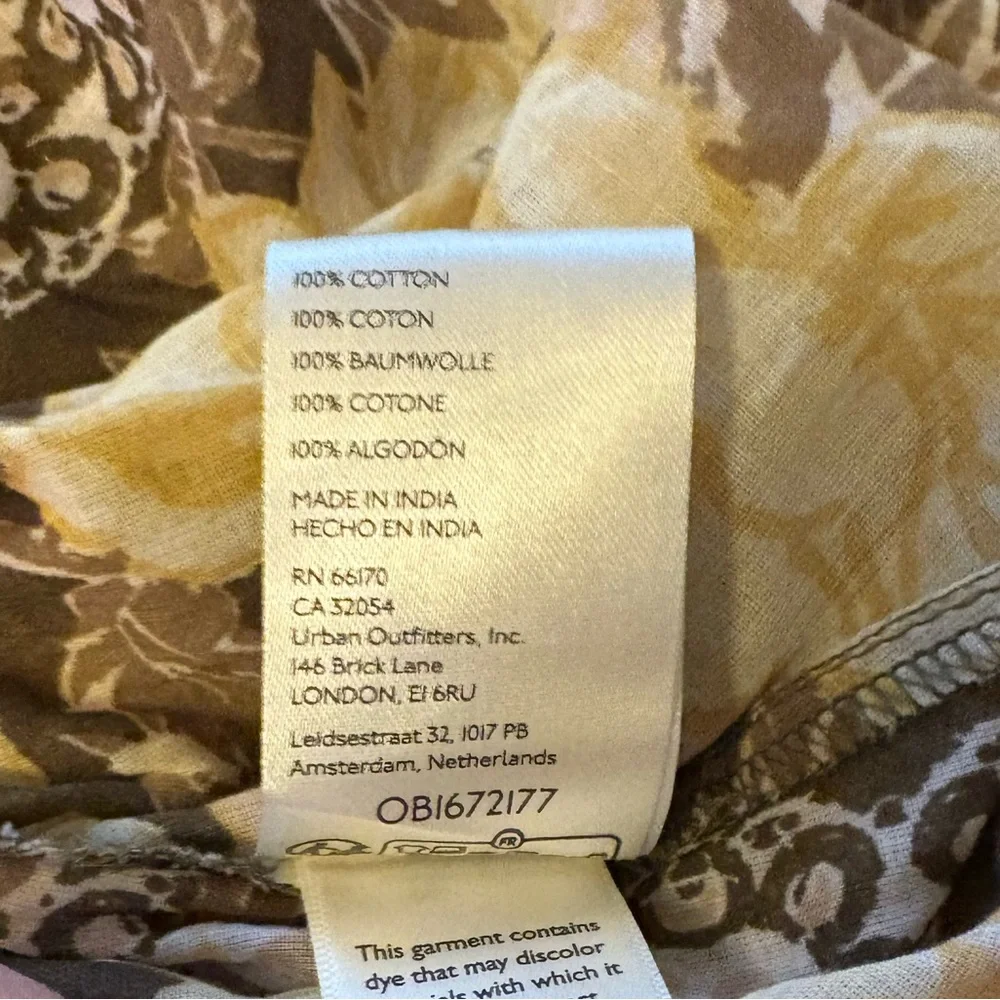 100% COTTON
100% COTON
100% BAUMWOLLE
100% COTONE
100% ALGODÓN
MADE IN INDIA
HECHO EN INDIA
RN 66170
CA 32054
Urban Outfitters, Inc.
146 Brick Lane
LONDON, E1 6RU
Leidsestraat 32, 1017 PB
Amsterdam, Netherlands
OB1672177
FR
This garment contains
dye that may discolor
with which it